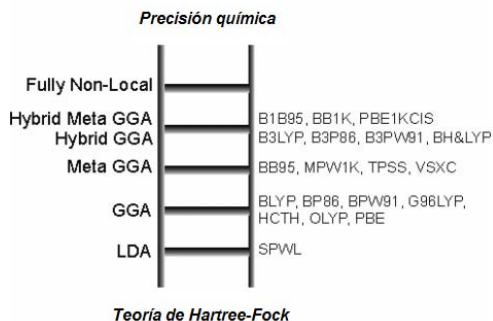 Precisión química
Fully Non-Local
Hybrid Meta GGA B1B95, BB1K, PBE1KCIS
Hybrid GGA B3LYP, B3P86, B3PW91, BH&LYP
Meta GGA BB95, MPW1K, TPSS, VSXC
GGA BLYP, BP86, BPW91, G96LYP,
HCTH, OLYP, PBE
LDA SPWL
Teoría de Hartree-Fock